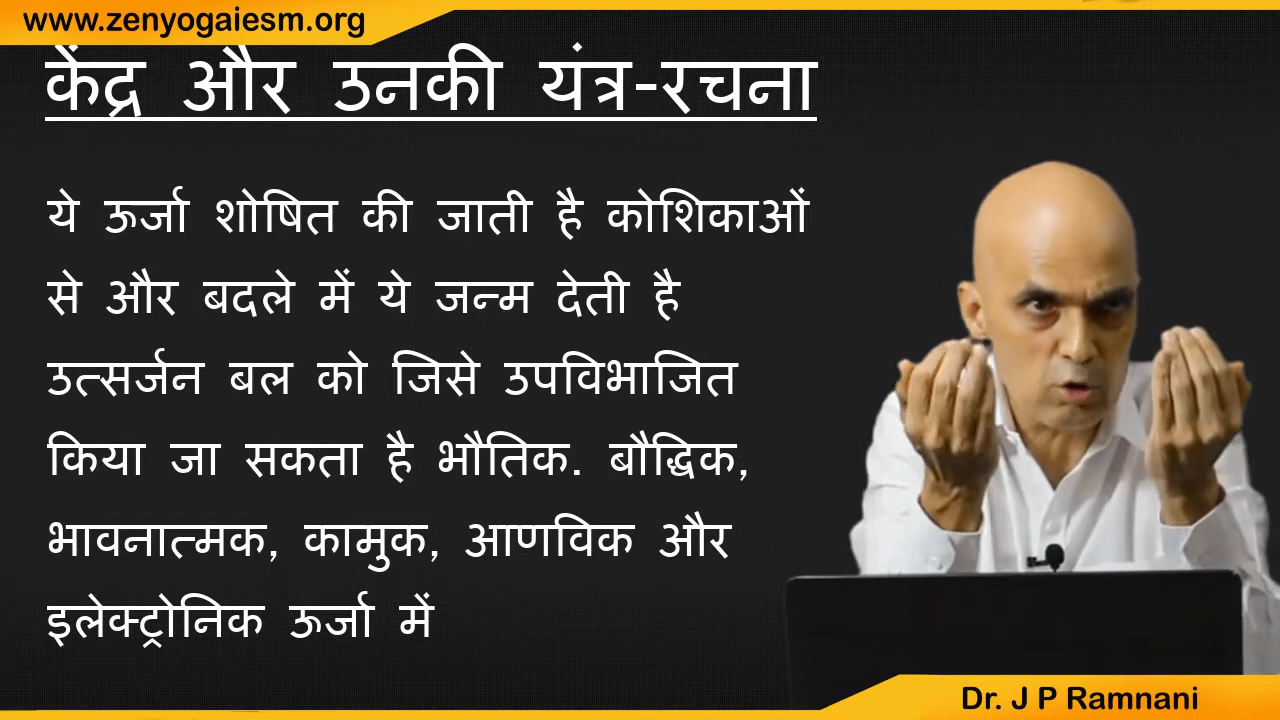 www.zenyogaiesm.org
केंद्र और उनकी यंत्र-रचना
ये ऊर्जा शोषित की जाती है कोशिकाओं
से और बदले में ये जन्म देती है
उत्सर्जन बल को जिसे उपविभाजित
किया जा सकता है भौतिक. बौद्धिक,
भावनात्मक, कामुक, आणविक और
इलेक्ट्रोनिक ऊर्जा में
Dr. J P Ramnani